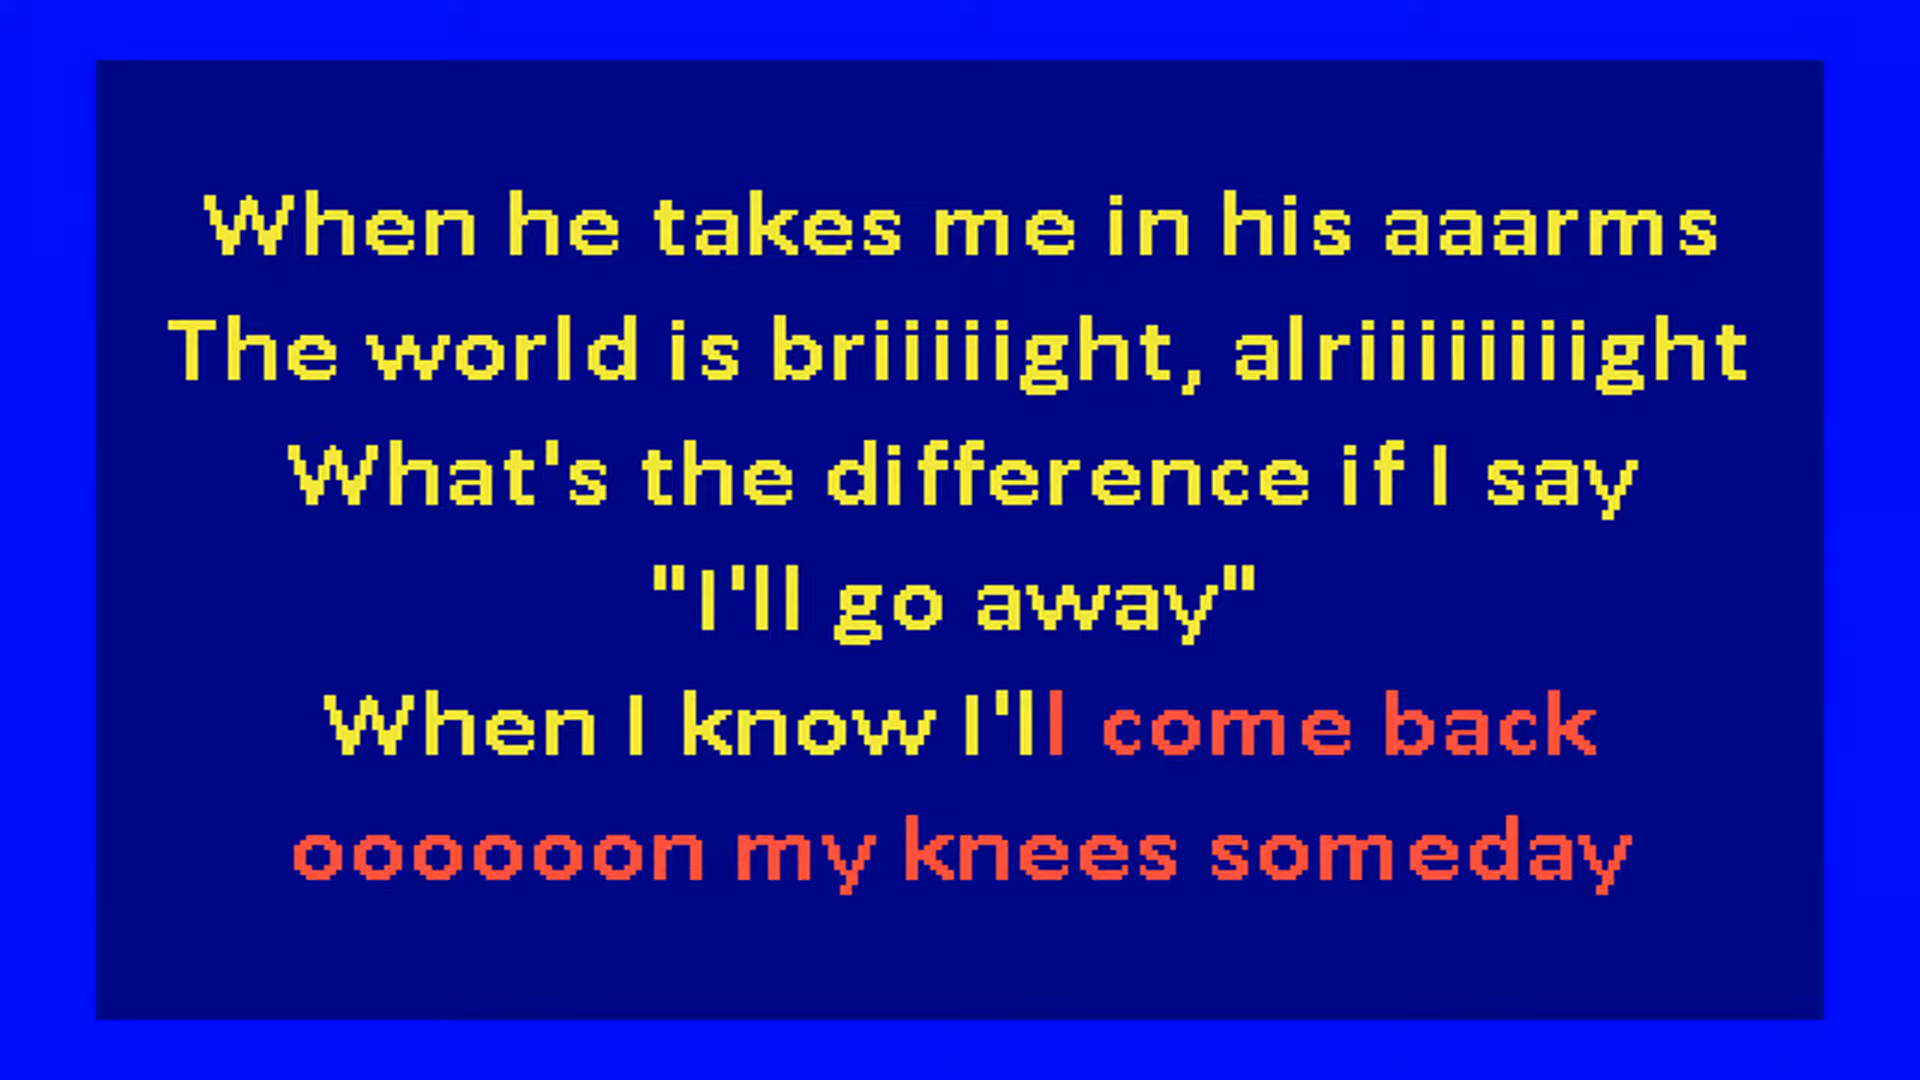 When he takes me in his aaarms
The world is briiiiight, alriiiiiiiight
What's the difference if I say
"I'll go away"
When I know I'll come back
oooooon my knees someday